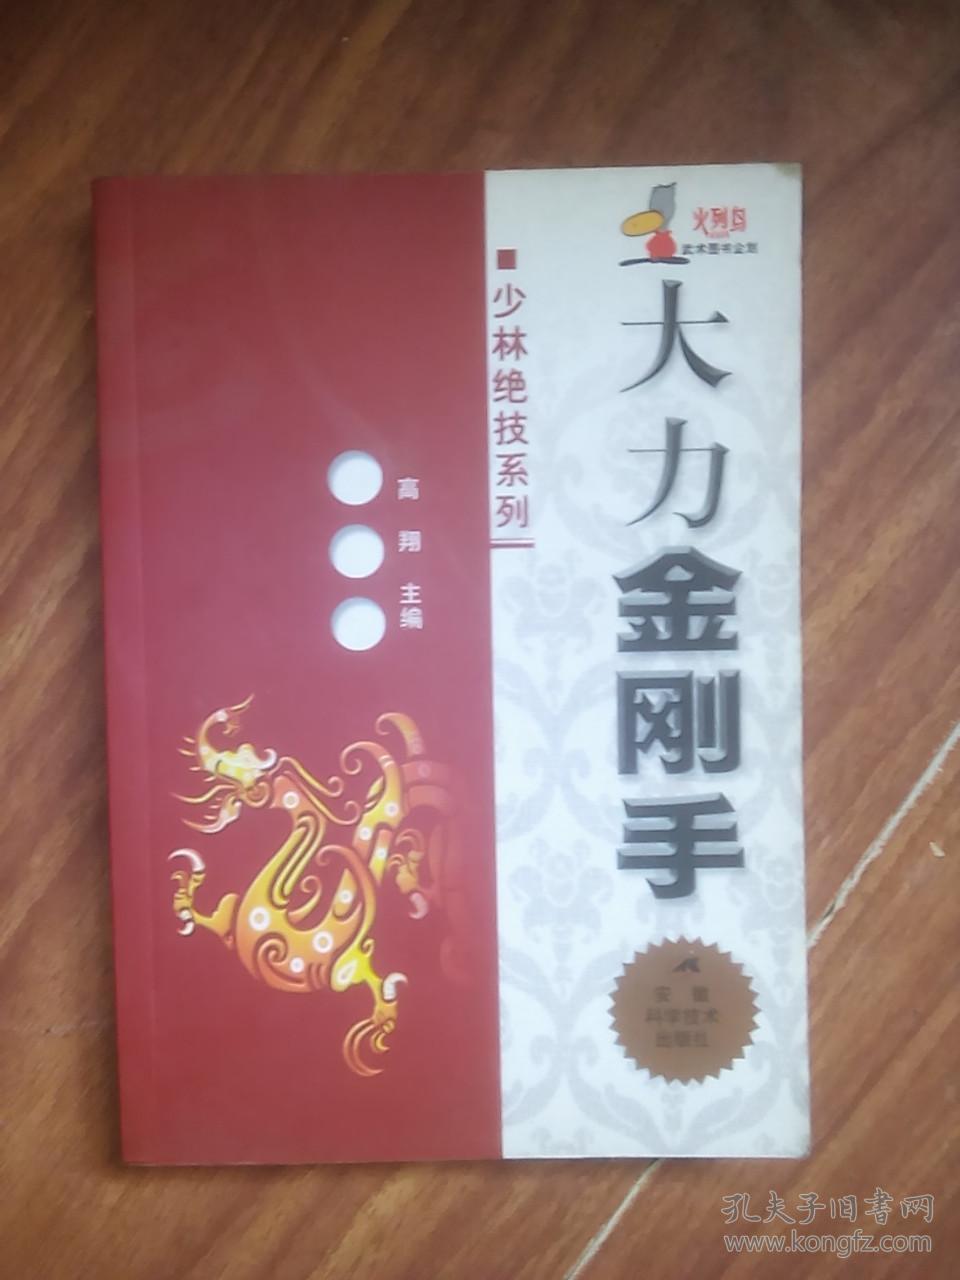 火列鸟
武术图书企划
大力金刚手
少林绝技系列
高翔 主编
安徽
科学技术
出版社
孔夫子旧书网
www.kongfz.com